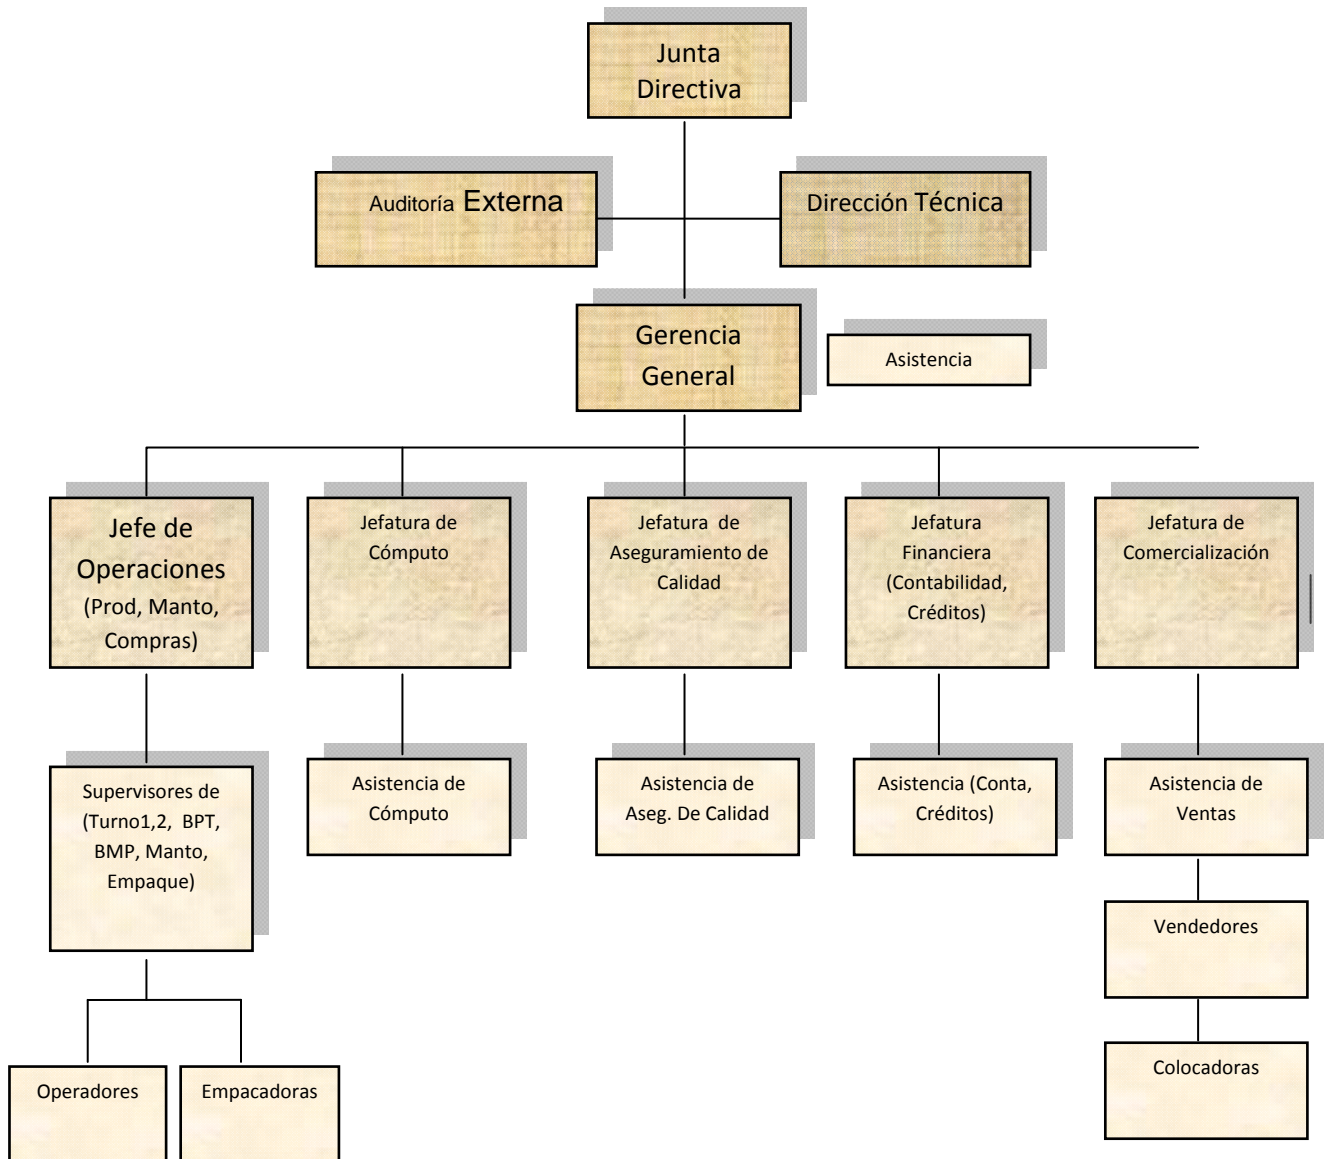 Junta
Directiva
Auditoría Externa
Dirección Técnica
Gerencia
General
Asistencia
Jefe de
Operaciones
(Prod, Manto,
Compras)
Jefatura de
Cómputo
Jefatura de
Aseguramiento de
Calidad
Jefatura
Financiera
(Contabilidad,
Créditos)
Jefatura de
Comercialización
Supervisores de
(Turno1,2, BPT,
BMP, Manto,
Empaque)
Asistencia de
Cómputo
Asistencia de
Aseg. De Calidad
Asistencia (Conta,
Créditos)
Asistencia de
Ventas
Vendedores
Operadores
Empacadoras
Colocadoras